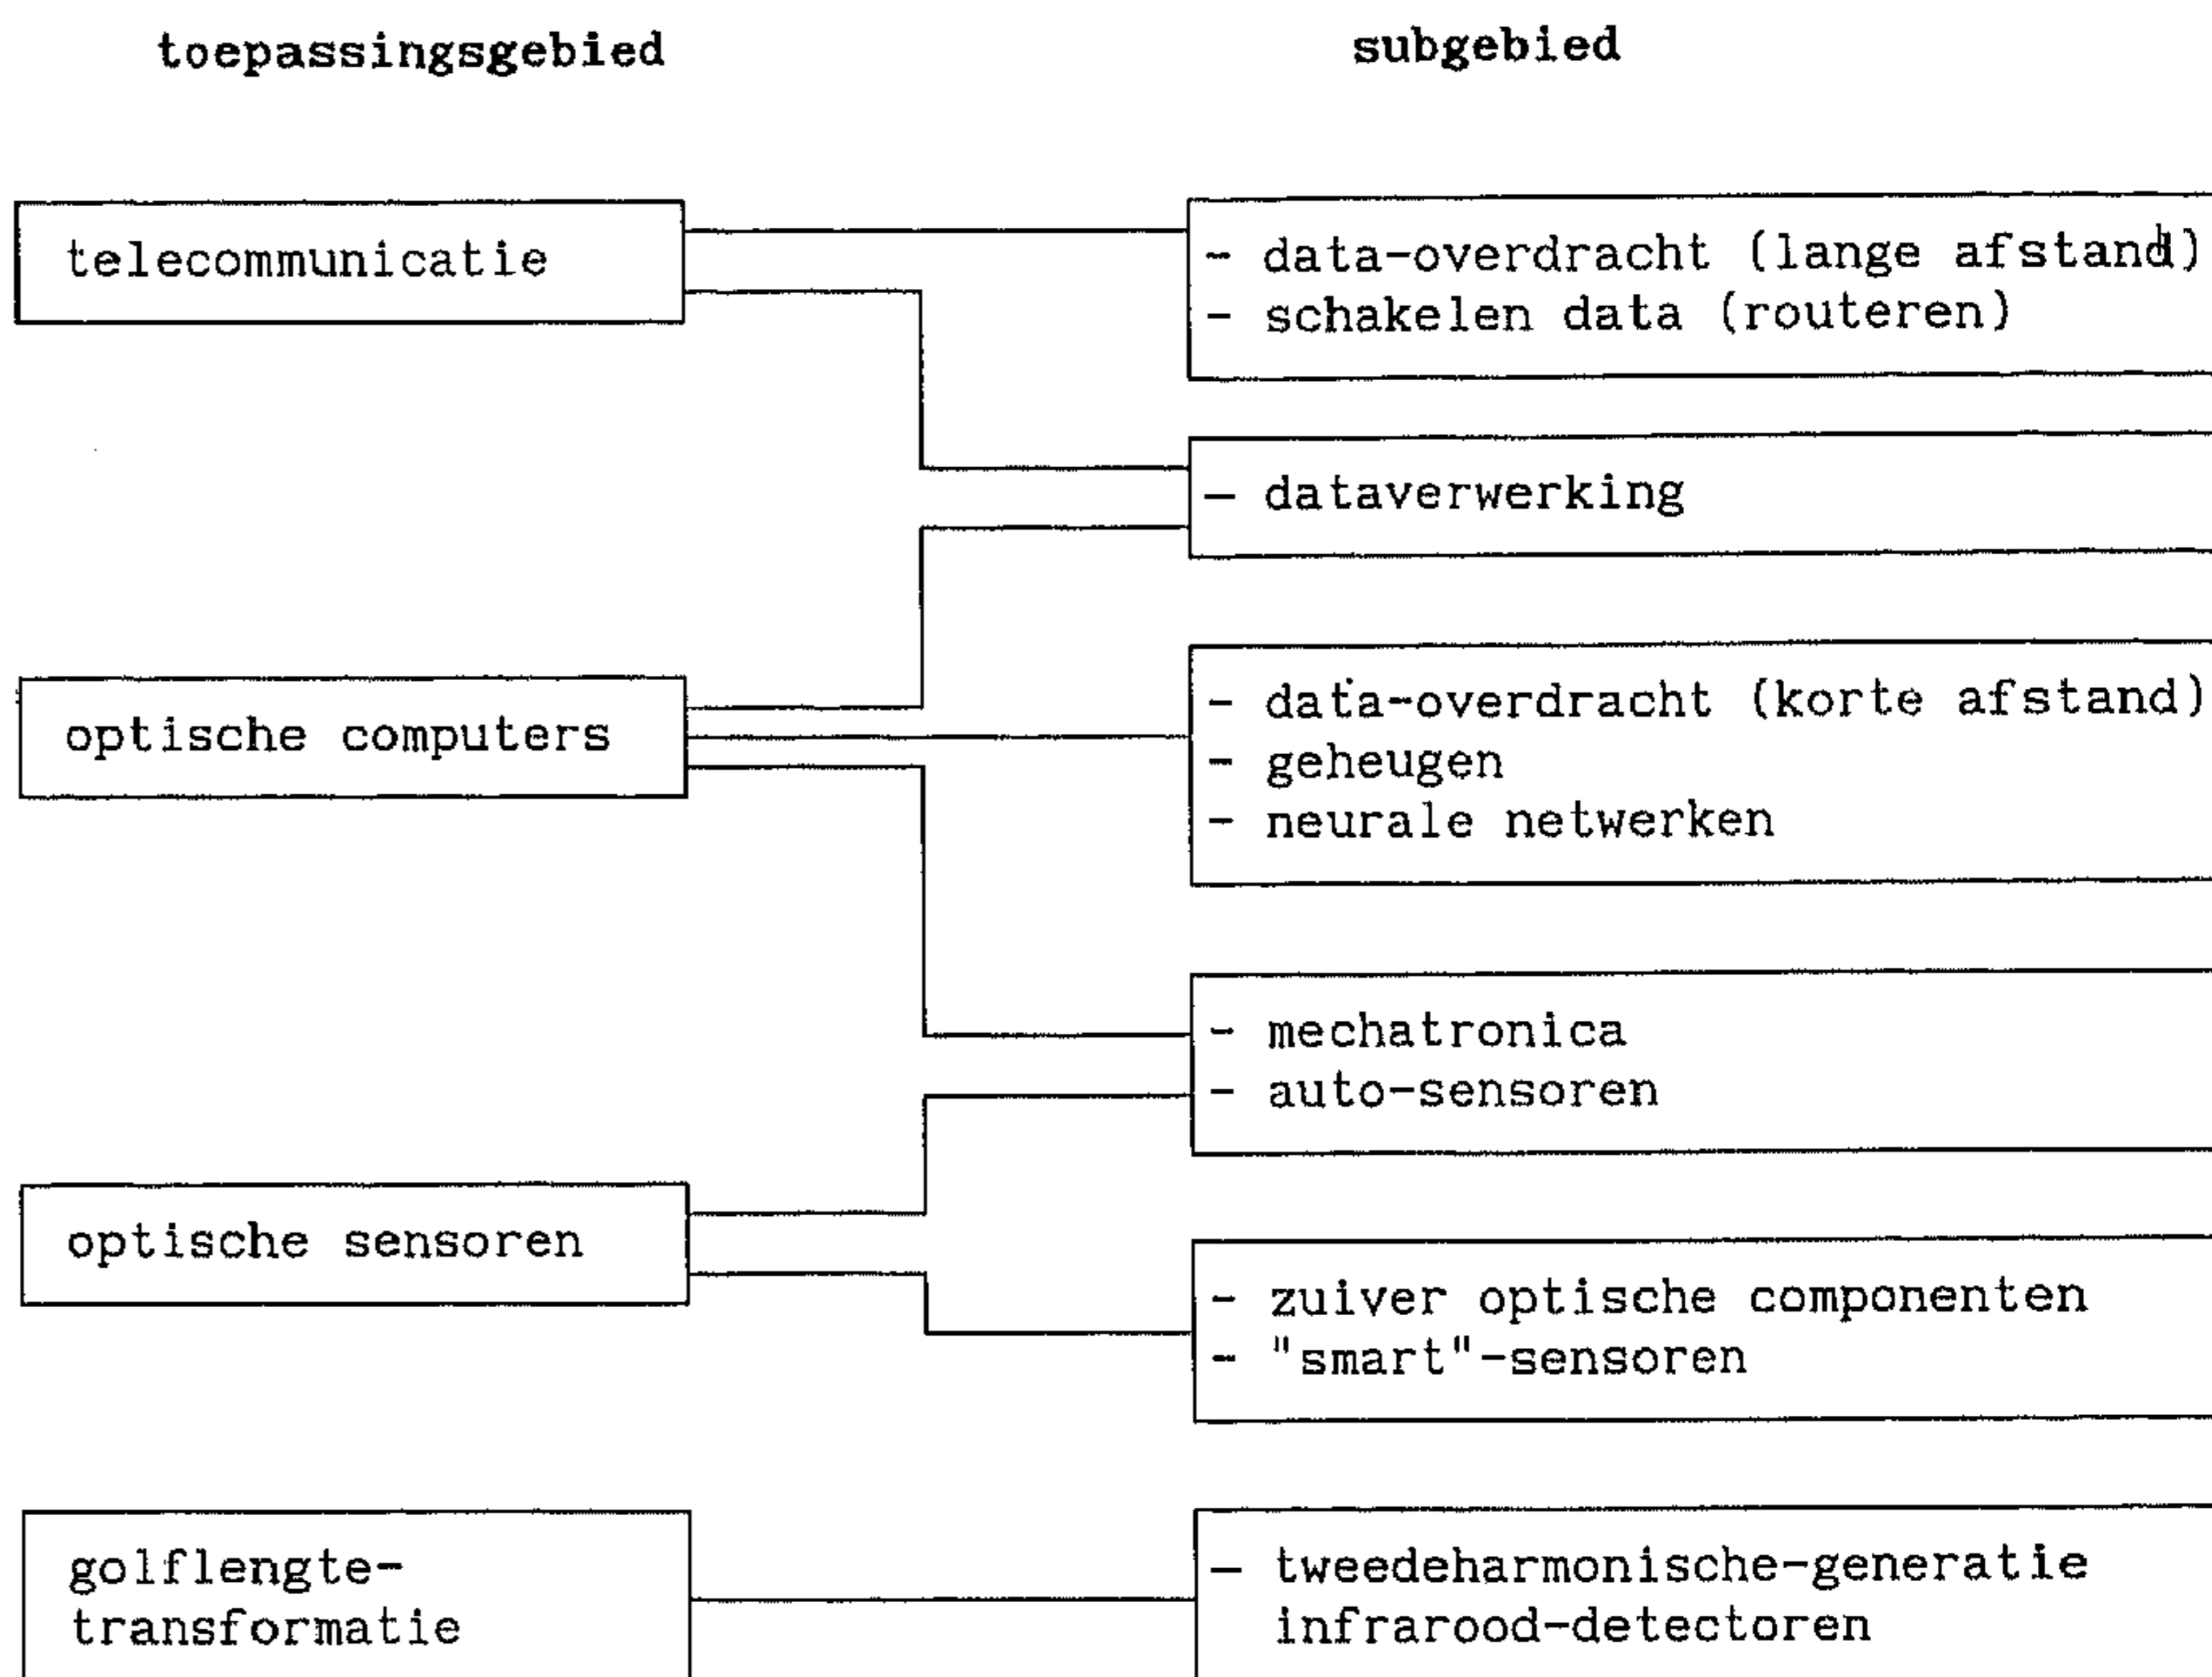 toepassingsgebied
subgebied
telecommunicatie
- data-overdracht (lange afstand)
- schakelen data (routeren)
- dataverwerking
optische computers
- data-overdracht (korte afstand)
- geheugen
- neurale netwerken
- mechatronica
- auto-sensoren
optische sensoren
- zuiver optische componenten
- "smart"-sensoren
golflengte-
transformatie
- tweedeharmonische-generatie
infrarood-detectoren